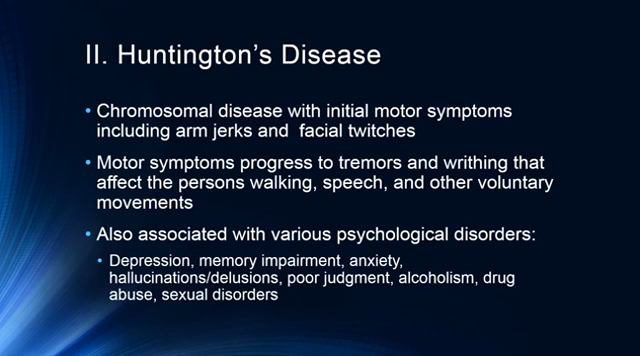 II. Huntington's Disease
• Chromosomal disease with initial motor symptoms
including arm jerks and  facial twitches
• Motor symptoms progress to tremors and writhing that
affect the persons walking, speech, and other voluntary
movements
• Also associated with various psychological disorders:
• Depression, memory impairment, anxiety,
hallucinations/delusions, poor judgment, alcoholism, drug
abuse, sexual disorders